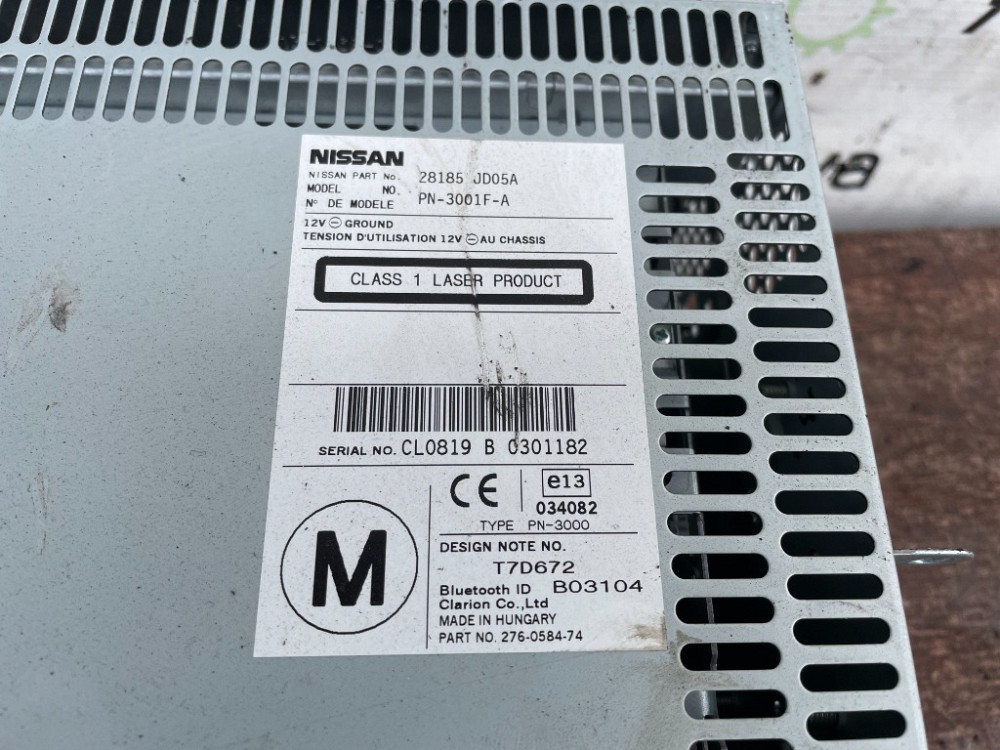 NISSAN
NISSAN PART No. 28185 JD05A
MODEL NO. PN-3001F-A
N° DE MODELE
12V ⊖ GROUND
TENSION D'UTILISATION 12V ⊖ AU CHASSIS
CLASS 1 LASER PRODUCT
SERIAL NO. CL0819 B 0301182
M
CE
e13
034082
TYPE PN-3000
DESIGN NOTE NO.
T7D672
Bluetooth ID B03104
Clarion Co.,Ltd
MADE IN HUNGARY
PART NO. 276-0584-74